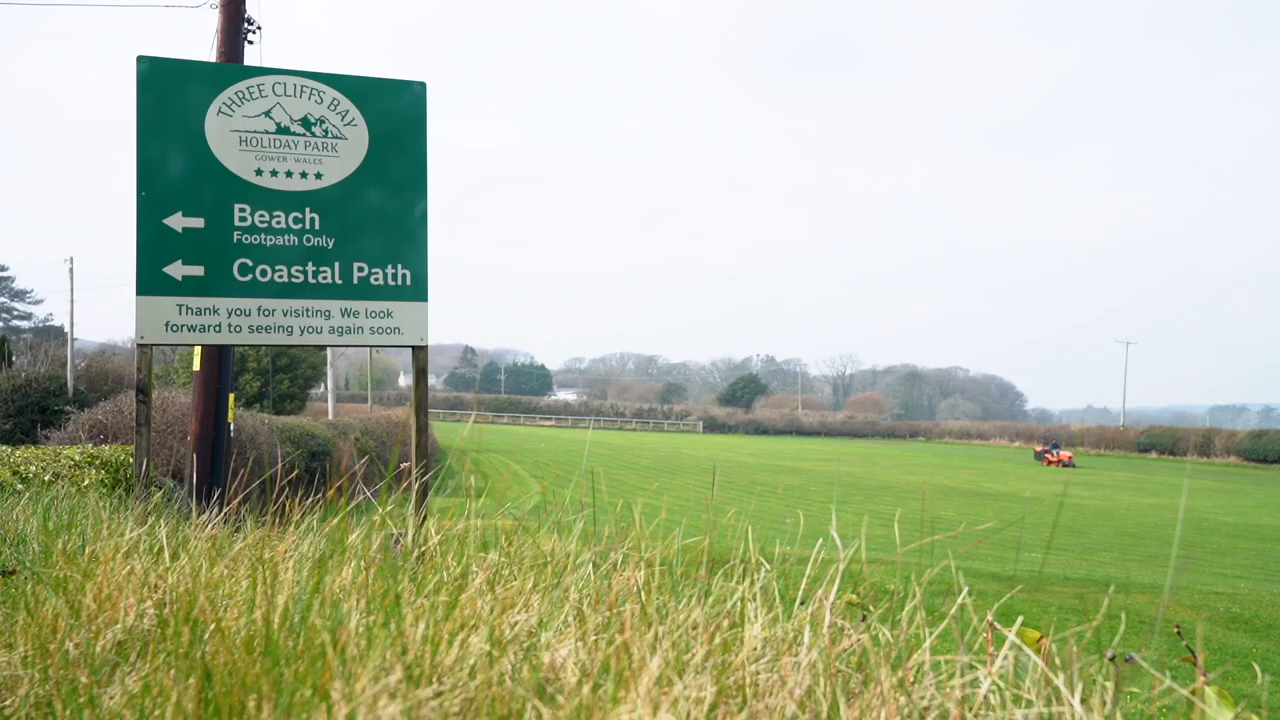 THREE CLIFFS BAY
HOLIDAY PARK
GOWER · WALES
Beach
Footpath Only
Coastal Path
Thank you for visiting. We look
forward to seeing you again soon.